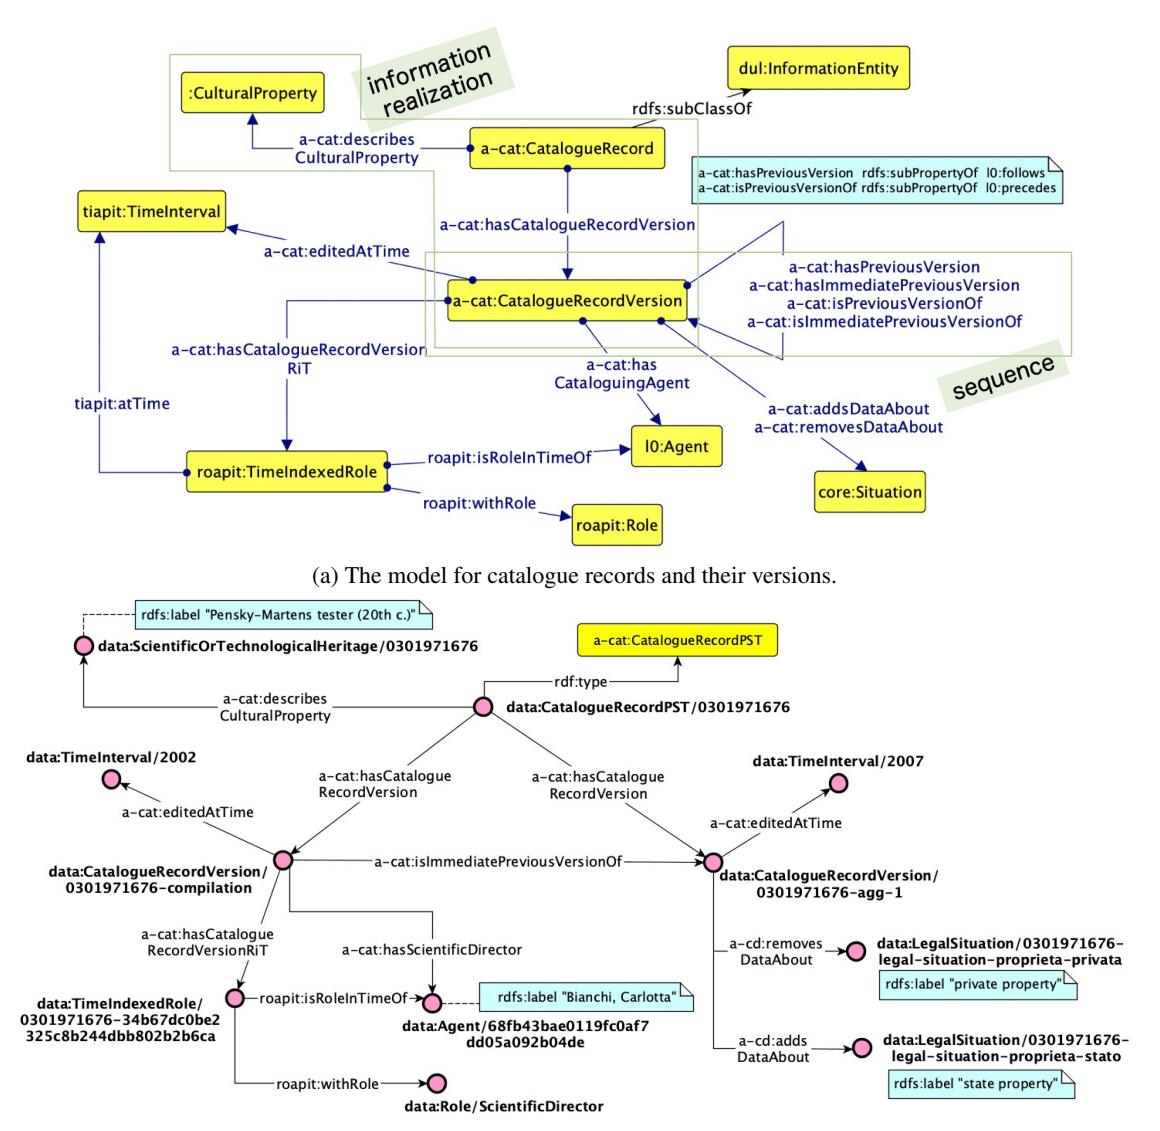 information
realization
dul:InformationEntity
:CulturalProperty
rdfs:subClassOf
a-cat:describes
CulturalProperty
a-cat:CatalogueRecord
a-cat:hasPreviousVersion rdfs:subPropertyOf l0:follows
a-cat:isPreviousVersionOf rdfs:subPropertyOf l0:precedes
tiapit:TimeInterval
a-cat:hasCatalogueRecordVersion
a-cat:editedAtTime
a-cat:hasPreviousVersion
a-cat:hasImmediatePreviousVersion
a-cat:isPreviousVersionOf
a-cat:isImmediatePreviousVersionOf
a-cat:CatalogueRecordVersion
a-cat:hasCatalogueRecordVersion
RiT
a-cat:has
CataloguingAgent
sequence
tiapit:atTime
a-cat:addsDataAbout
a-cat:removesDataAbout
l0:Agent
roapit:isRoleInTimeOf
roapit:TimeIndexedRole
core:Situation
roapit:withRole
roapit:Role
(a) The model for catalogue records and their versions.
rdfs:label "Pensky-Martens tester (20th c.)"
data:ScientificOrTechnologicalHeritage/0301971676
a-cat:CatalogueRecordPST
rdf:type
a-cat:describes
CulturalProperty
data:CatalogueRecordPST/0301971676
data:TimeInterval/2002
a-cat:hasCatalogue
RecordVersion
a-cat:hasCatalogue
RecordVersion
data:TimeInterval/2007
a-cat:editedAtTime
a-cat:editedAtTime
a-cat:isImmediatePreviousVersionOf
data:CatalogueRecordVersion/
0301971676-compilation
data:CatalogueRecordVersion/
0301971676-agg-1
a-cat:hasCatalogue
RecordVersionRiT
a-cat:hasScientificDirector
a-cd:removes
DataAbout
data:LegalSituation/0301971676-
legal-situation-proprieta-privata
rdfs:label "private property"
data:TimeIndexedRole/
0301971676-34b67dc0be2
325c8b244dbb802b2b6ca
roapit:isRoleInTimeOf
rdfs:label "Bianchi, Carlotta"
data:Agent/68fb43bae0119fc0af7
dd05a092b04de
a-cd:adds
DataAbout
data:LegalSituation/0301971676-
legal-situation-proprieta-stato
rdfs:label "state property"
roapit:withRole
data:Role/ScientificDirector